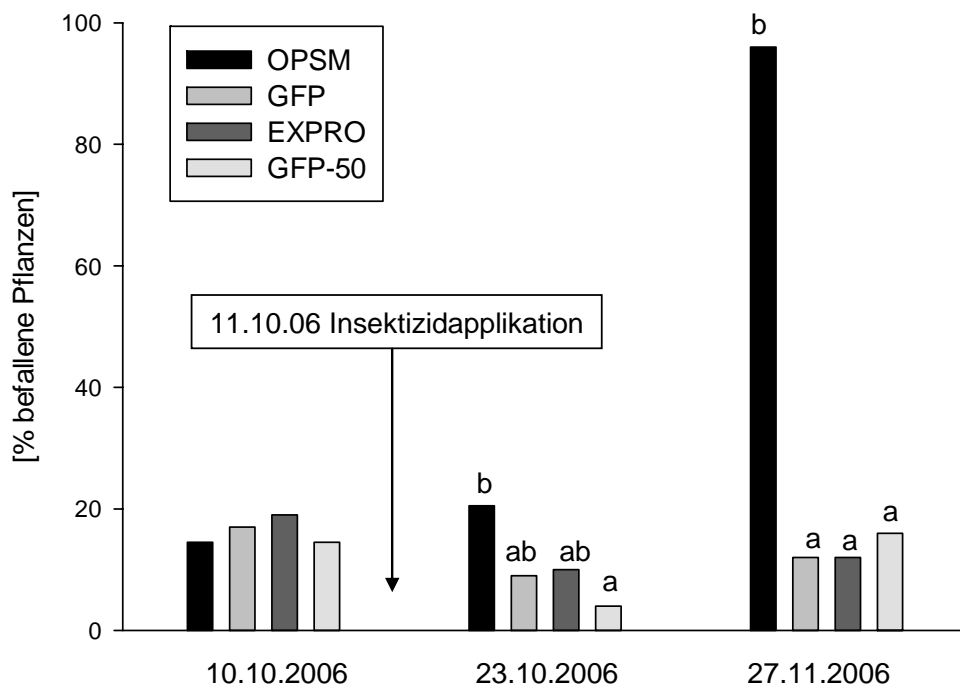 100
80
60
40
20
0
[% befallene Pflanzen]
OPSM
GFP
EXPRO
GFP-50
11.10.06 Insektizidapplikation
b
ab
ab
a
b
a
a
a
10.10.2006
23.10.2006
27.11.2006